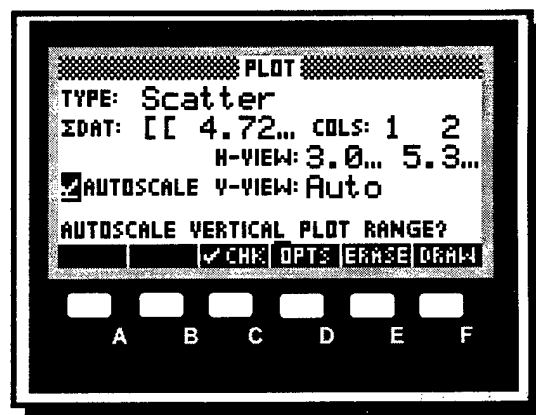 PLOT
TYPE: Scatter
ΣDAT: [[ 4.72… COLS: 1 2
H-VIEW: 3.0… 5.3…
✓AUTOSCALE V-VIEW: Auto
AUTOSCALE VERTICAL PLOT RANGE?
✓CHK OPTS ERASE DRAW
A B C D E F